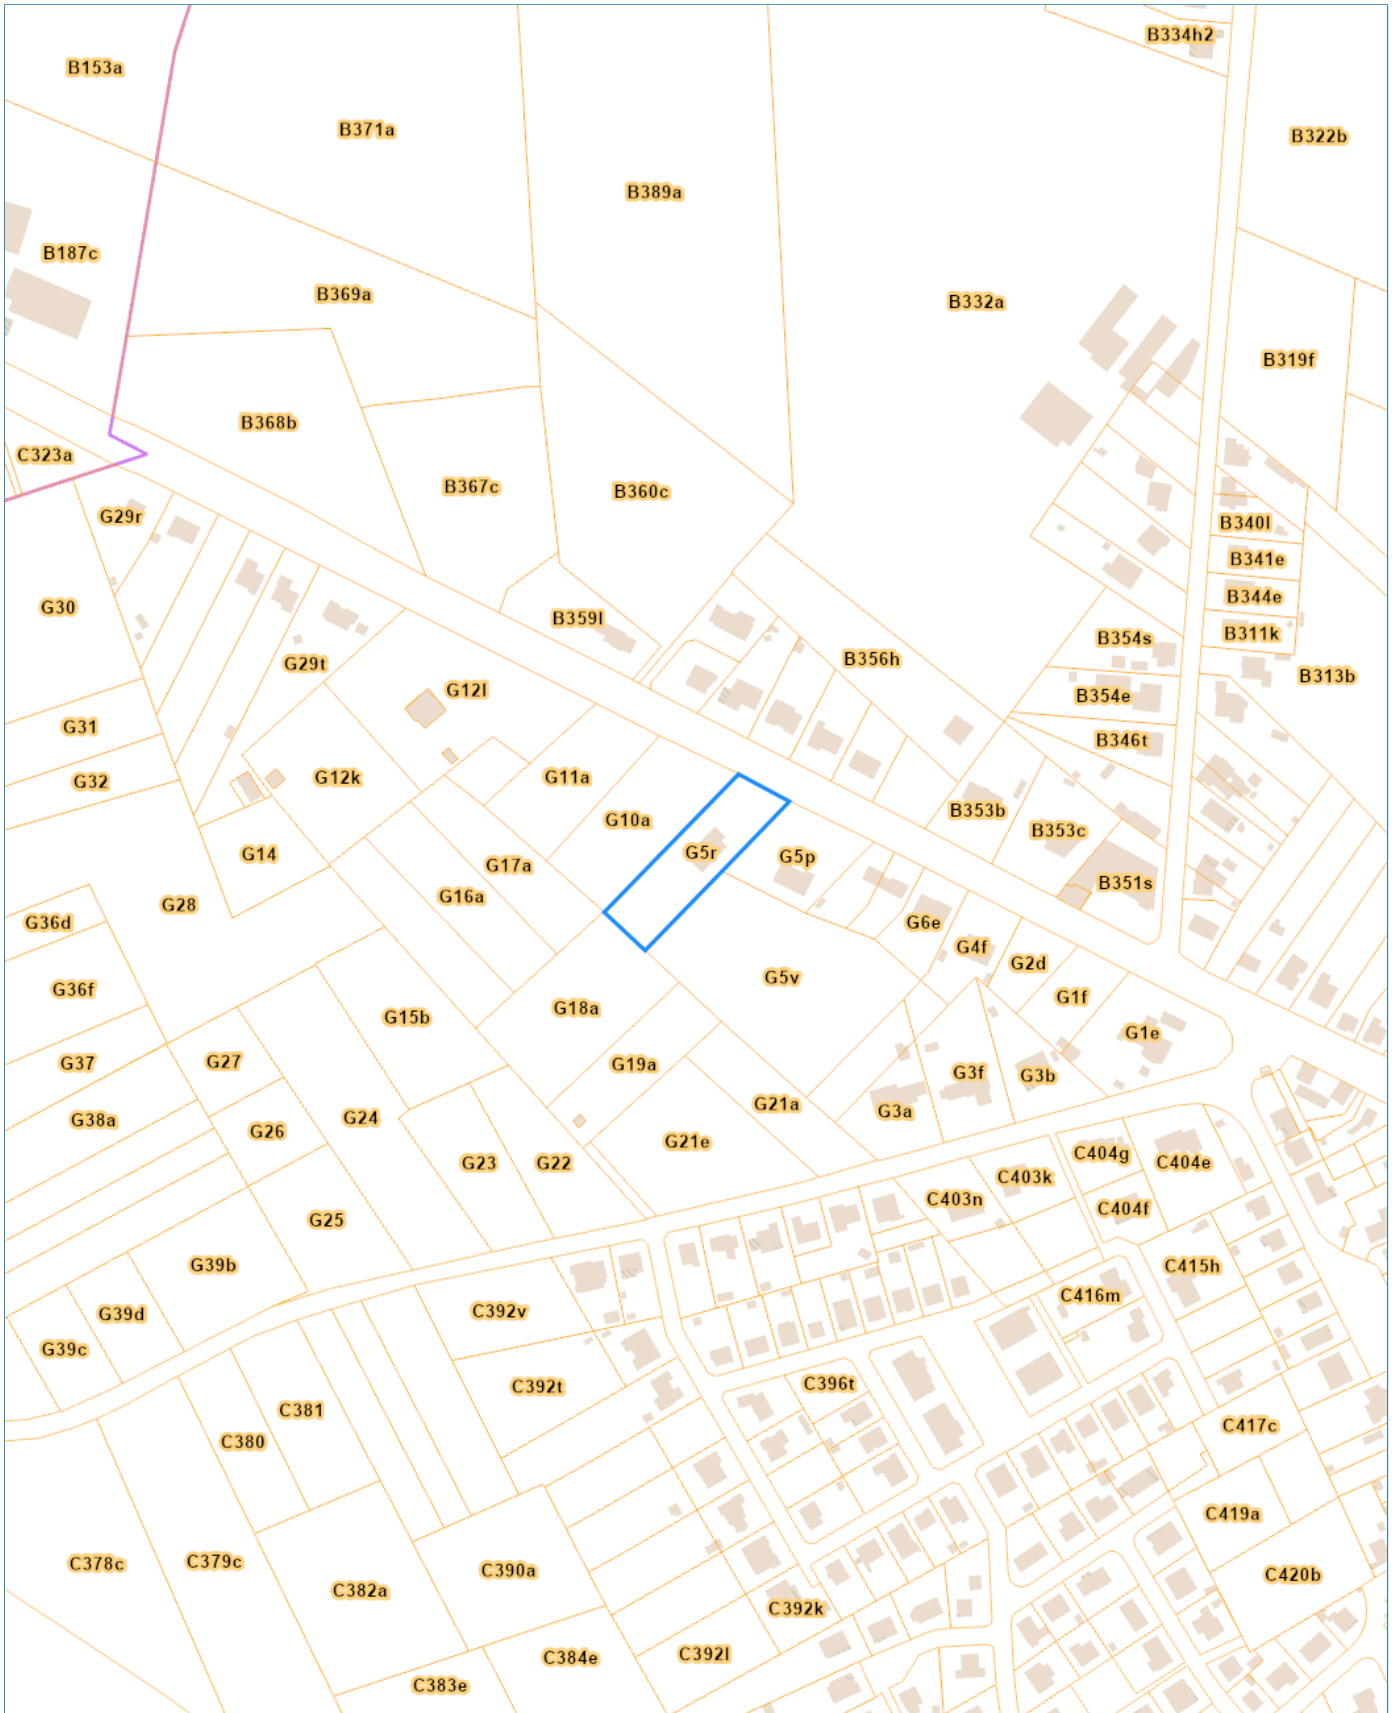 B334h2
B153a
B371a
B322b
B389a
B187c
B369a
B332a
B319f
B368b
C323a
B367c
B360c
G29r
B340l
B341e
B344e
G30
B359l
B311k
B354s
G29t
B356h
B313b
G12l
B354e
G31
B346t
G12k
G11a
G32
B353b
G10a
B353c
G14
G5r
G5p
G17a
B351s
G16a
G28
G36d
G6e
G4f
G2d
G5v
G36f
G1f
G18a
G15b
G1e
G27
G37
G19a
G3f
G3b
G21a
G3a
G38a
G24
G26
G21e
C404g
G23
G22
C404e
C403k
C403n
C404f
G25
G39b
C415h
C416m
C392v
G39d
G39c
C396t
C392t
C381
C417c
C380
C419a
C379c
C378c
C390a
C420b
C382a
C392k
C392l
C384e
C383e